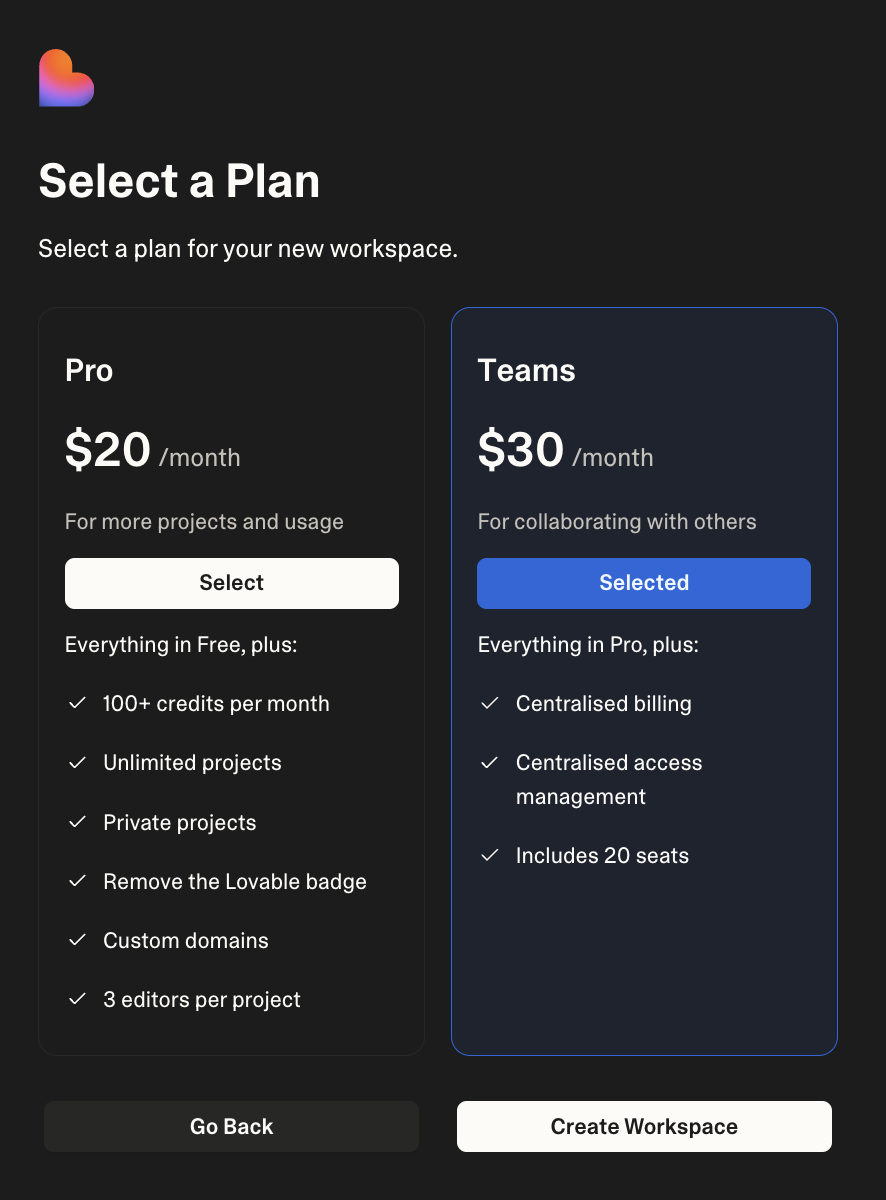 Select a Plan
Select a plan for your new workspace.
Pro
$20 /month
For more projects and usage
Select
Everything in Free, plus:
100+ credits per month
Unlimited projects
Private projects
Remove the Lovable badge
Custom domains
3 editors per project
Teams
$30 /month
For collaborating with others
Selected
Everything in Pro, plus:
Centralised billing
Centralised access
management
Includes 20 seats
Go Back
Create Workspace